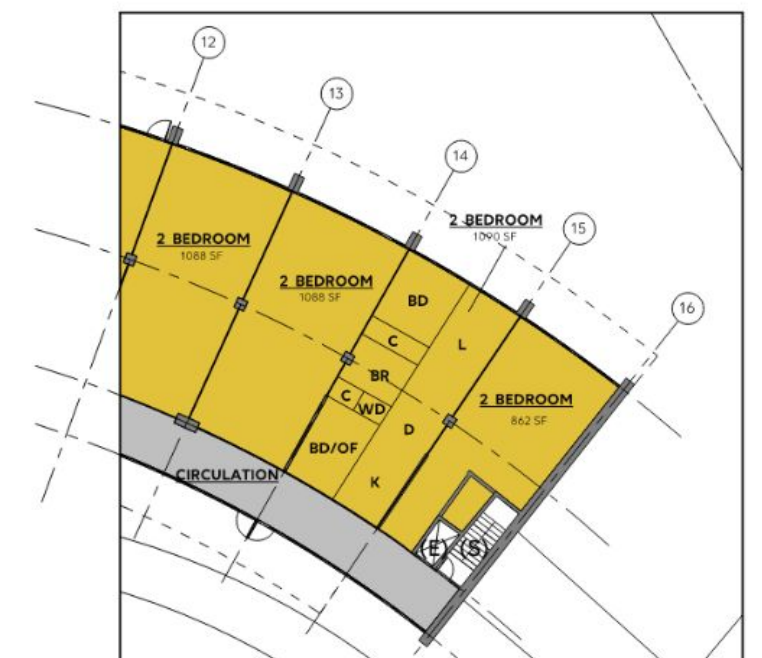 12
13
14
15
16
2 BEDROOM
1090 SF
2 BEDROOM
1088 SF
2 BEDROOM
1088 SF
BD
C
L
BR
C
WD
D
BD/OF
K
2 BEDROOM
862 SF
CIRCULATION
(E)
(S)